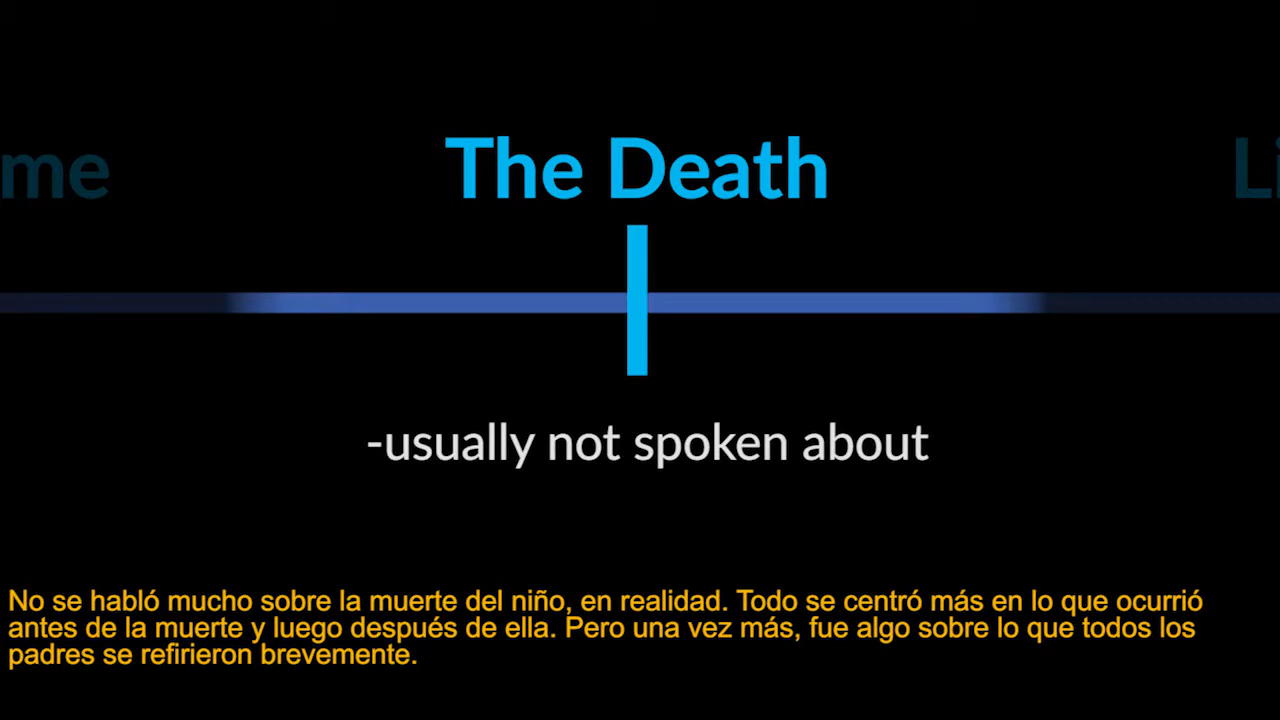 The Death
-usually not spoken about
No se habló mucho sobre la muerte del niño, en realidad. Todo se centró más en lo que ocurrió
antes de la muerte y luego después de ella. Pero una vez más, fue algo sobre lo que todos los
padres se refirieron brevemente.